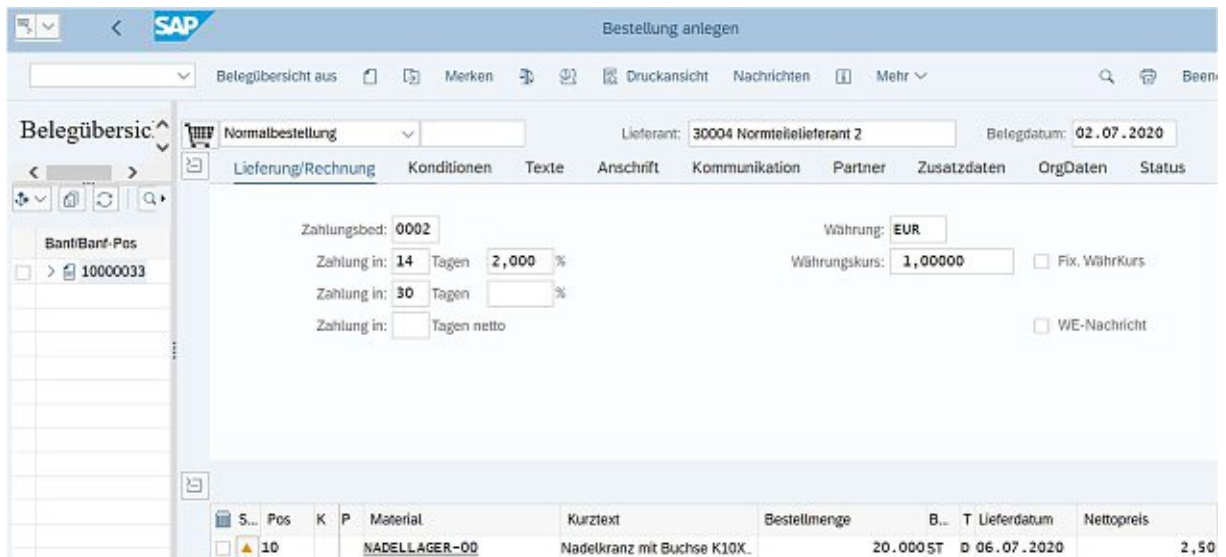 SAP
Bestellung anlegen
Belegübersicht aus Merken Druckansicht Nachrichten Mehr
Been
Belegübersic
Normalbestellung Lieferant: 30004 Normteilelieferant 2 Belegdatum: 02.07.2020
Lieferung/Rechnung Konditionen Texte Anschrift Kommunikation Partner Zusatzdaten OrgDaten Status
Banf/Banf-Pos
10000033
Zahlungsbed: 0002 Währung: EUR
Zahlung in: 14 Tagen 2,000 % Währungskurs: 1,00000 Fix. WährKurs
Zahlung in: 30 Tagen %
Zahlung in: Tagen netto WE-Nachricht
S... Pos K P Material Kurztext Bestellmenge B... T Lieferdatum Nettopreis
10 NADELLAGER-00 Nadelkranz mit Buchse K10X.. 20.000 ST D 06.07.2020 2,50